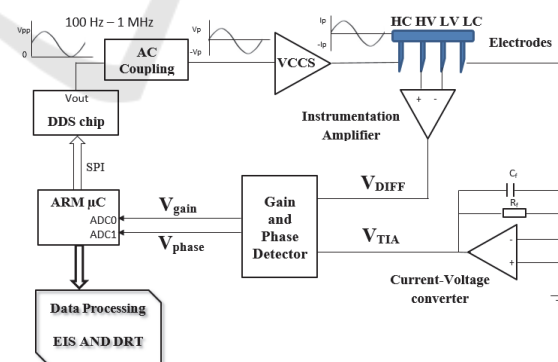 100 Hz – 1 MHz
Vpp
0
AC
Coupling
Vp
-Vp
VCCS
Ip
-Ip
HC HV LV LC
Electrodes
Vout
DDS chip
Instrumentation
Amplifier
+ -
SPI
ARM µC
ADC0
ADC1
Vgain
Vphase
Gain
and
Phase
Detector
VDIFF
VTIA
Cf
Rf
-
+
Current-Voltage
converter
Data Processing
EIS AND DRT